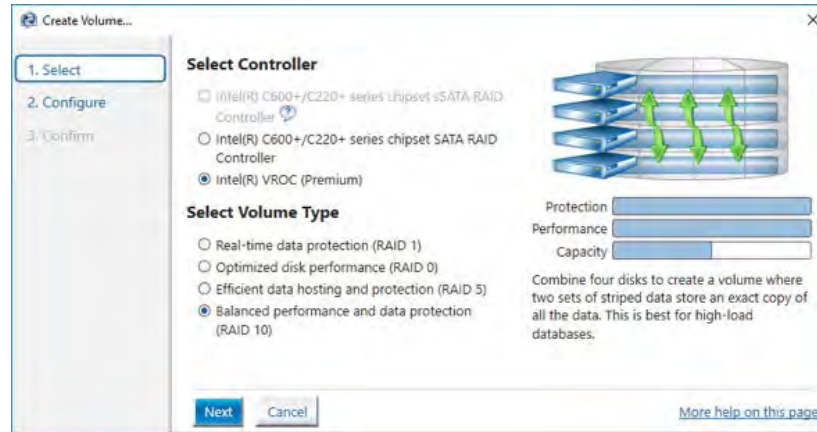 Create Volume...
1. Select
2. Configure
3. Confirm
Select Controller
Intel(R) C600+/C220+ series chipset sSATA RAID
Controller
Intel(R) C600+/C220+ series chipset SATA RAID
Controller
Intel(R) VROC (Premium)
Select Volume Type
Real-time data protection (RAID 1)
Optimized disk performance (RAID 0)
Efficient data hosting and protection (RAID 5)
Balanced performance and data protection
(RAID 10)
Protection
Performance
Capacity
Combine four disks to create a volume where
two sets of striped data store an exact copy of
all the data. This is best for high-load
databases.
Next
Cancel
More help on this page